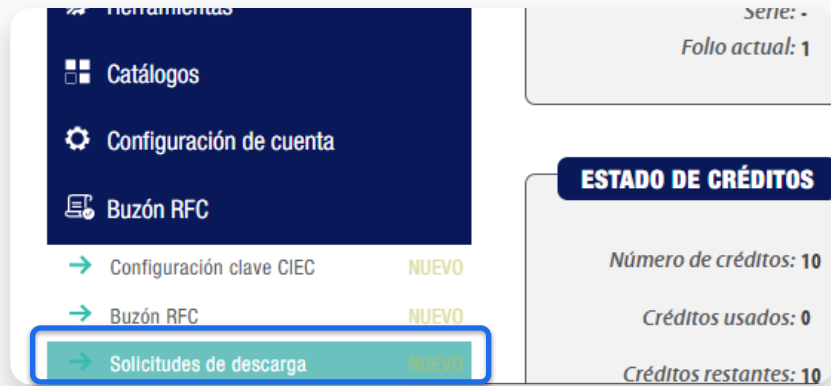 Herramientas
Catálogos
Configuración de cuenta
Buzón RFC
Configuración clave CIEC NUEVO
Buzón RFC NUEVO
Solicitudes de descarga NUEVO
Serie: -
Folio actual: 1
ESTADO DE CRÉDITOS
Número de créditos: 10
Créditos usados: 0
Créditos restantes: 10